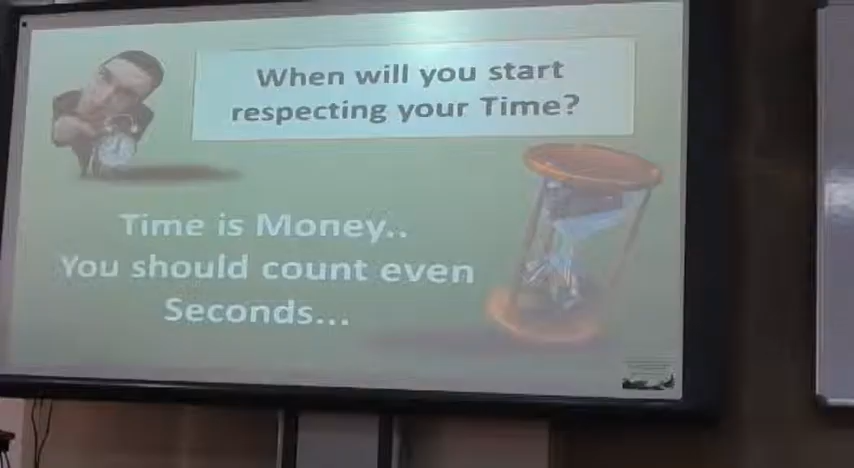 When will you start
respecting your Time?
Time is Money..
You should count even
Seconds...